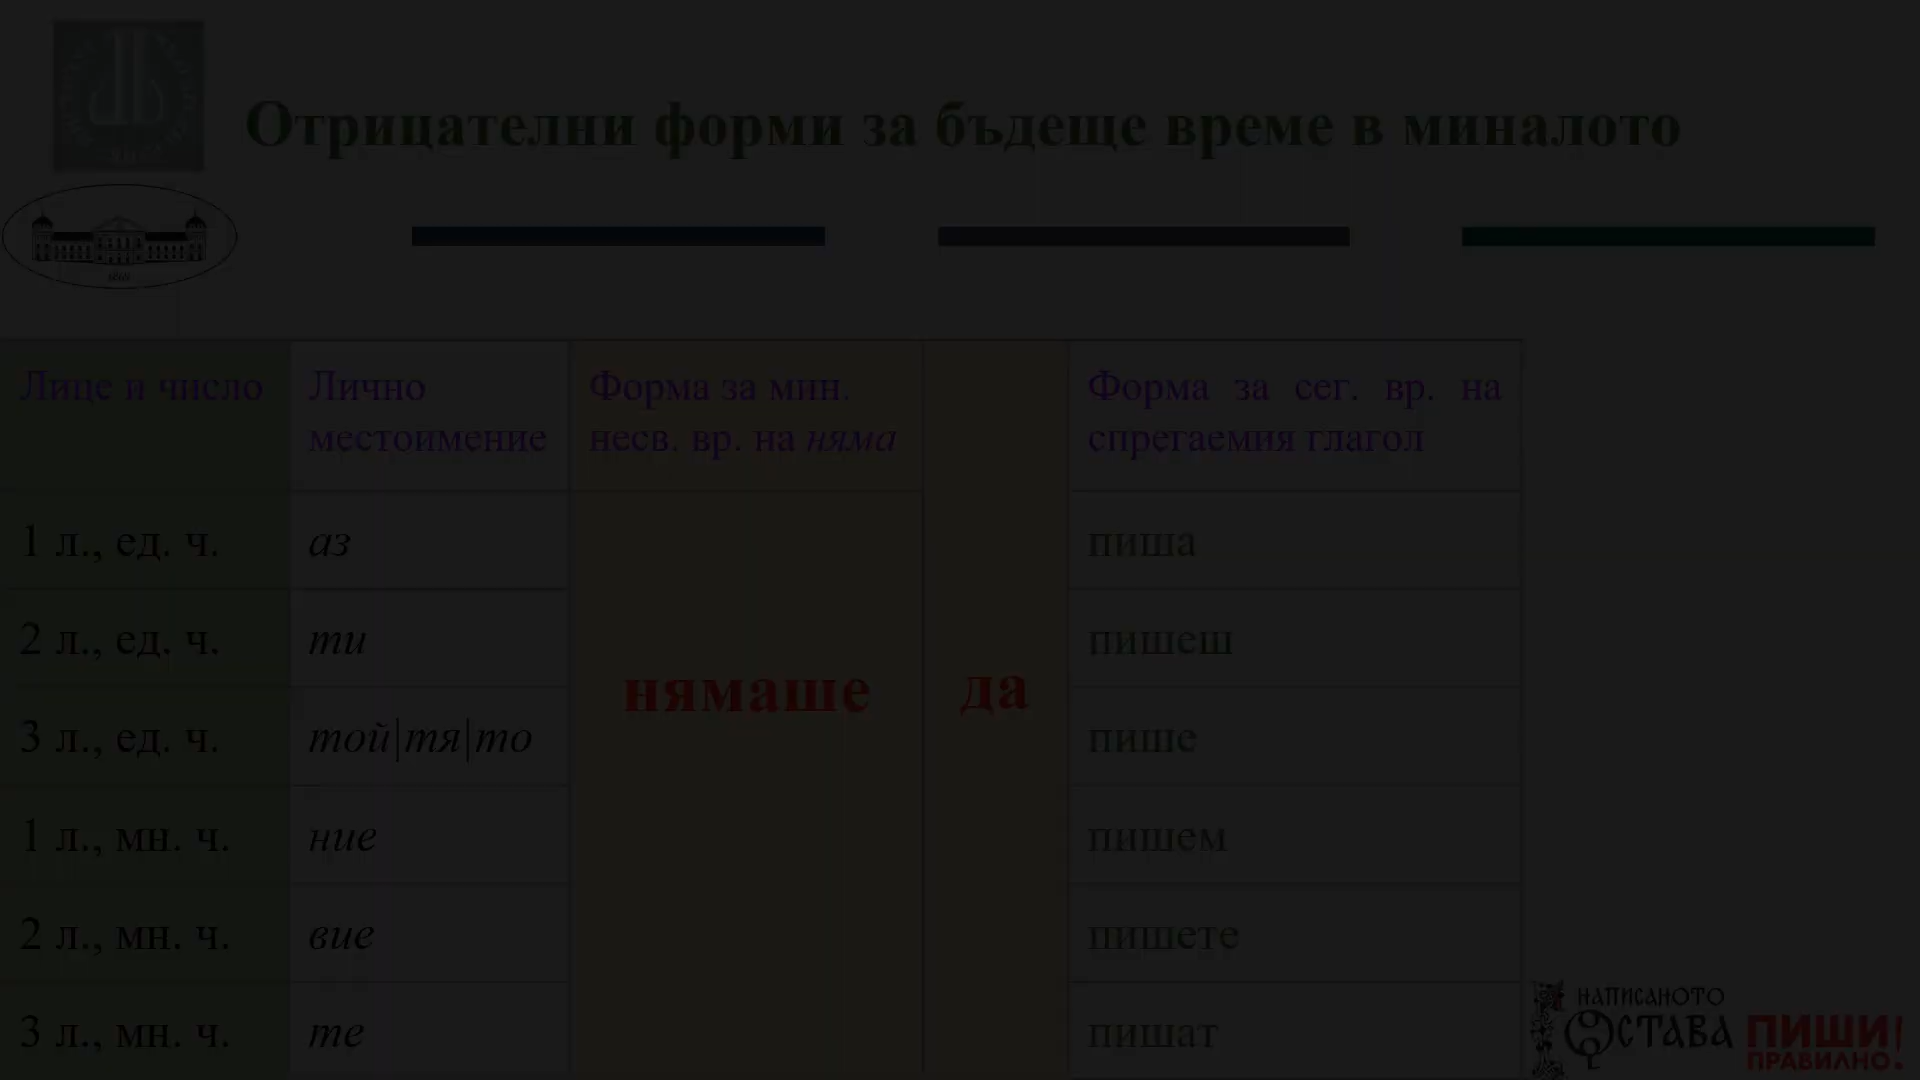 Отрицателни форми за бъдеще време в миналото
1869
Лице и число
Лично местоимение
Форма за мин. несв. вр. на няма
Форма за сег. вр. на спрегаемия глагол
1 л., ед. ч. аз пиша
2 л., ед. ч. ти пишеш
нямаше да
3 л., ед. ч. той|тя|то пише
1 л., мн. ч. ние пишем
2 л., мн. ч. вие пишете
3 л., мн. ч. те пишат
НАПИСАНОТО
ОСТАВА
ПИШИ
ПРАВИЛНО!